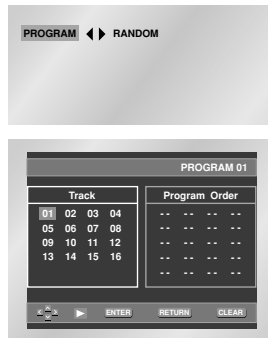 PROGRAM RANDOM
PROGRAM 01
Track
01 02 03 04
05 06 07 08
09 10 11 12
13 14 15 16
Program Order
-- -- -- --
-- -- -- --
-- -- -- --
-- -- -- --
-- -- -- --
ENTER RETURN CLEAR